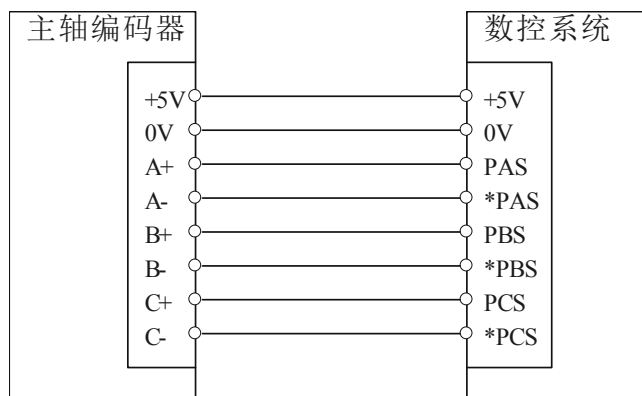 主轴编码器 数控系统
+5V +5V
0V 0V
A+ PAS
A- *PAS
B+ PBS
B- *PBS
C+ PCS
C- *PCS